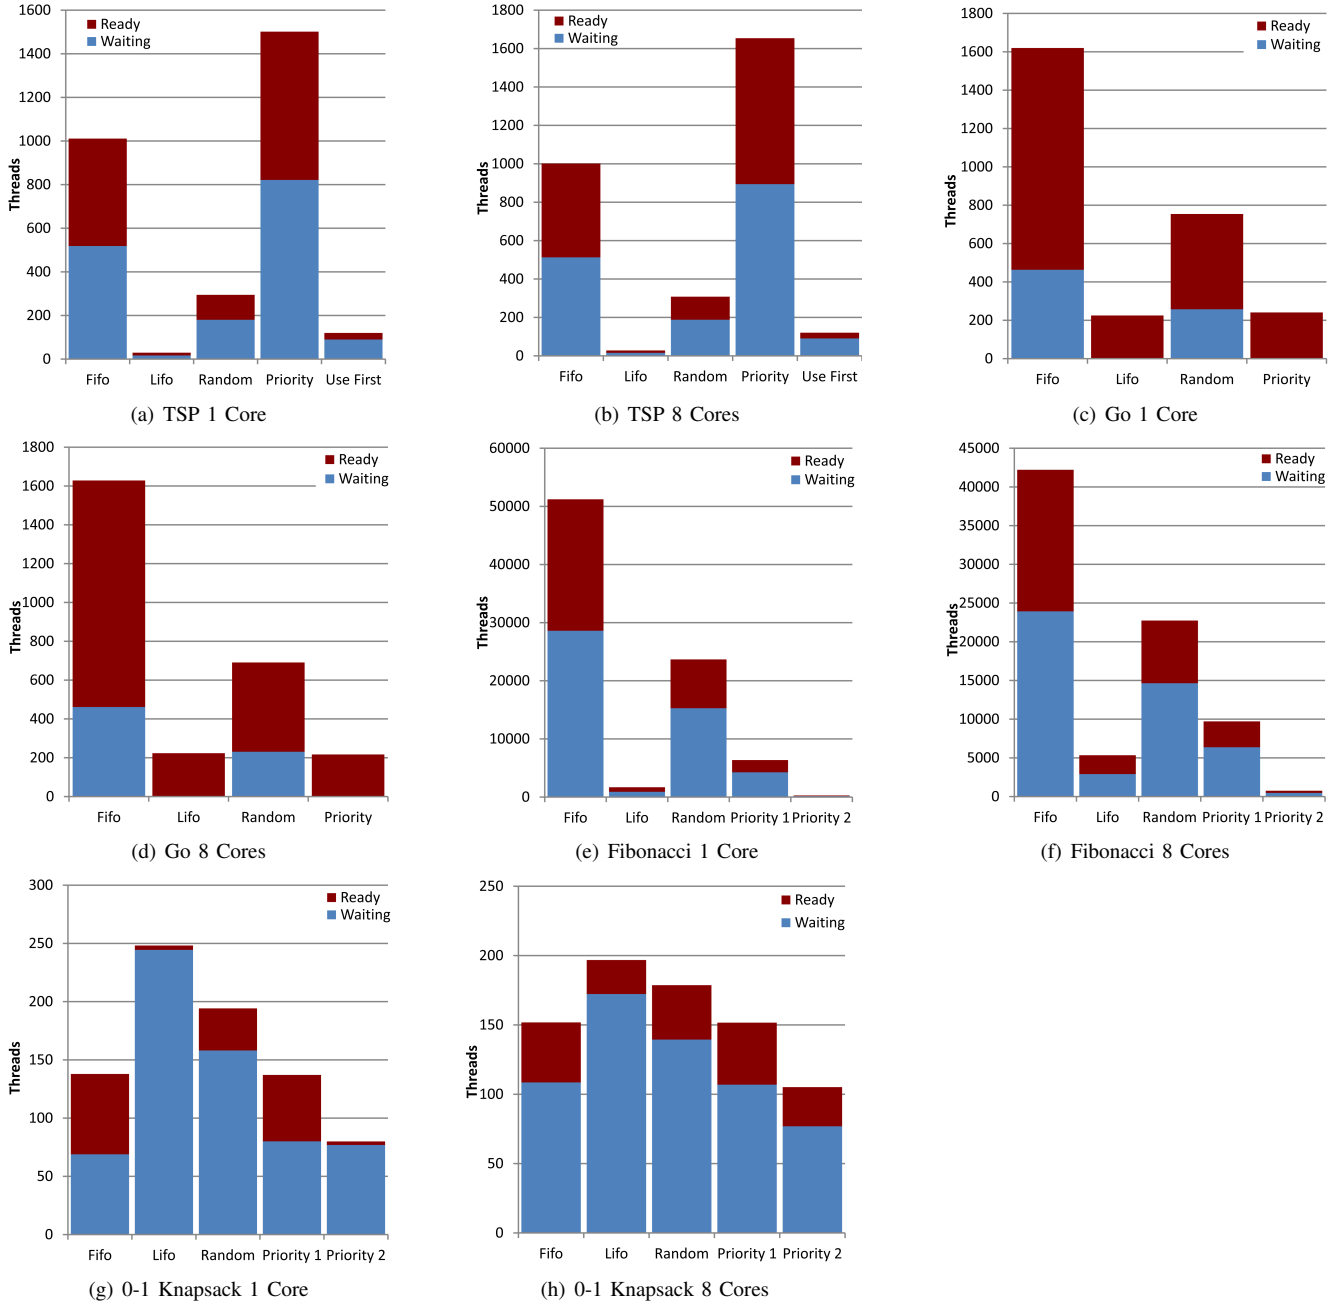 1600
1400
1200
1000
800
600
400
200
0
Threads
Ready
Waiting
Fifo Lifo Random Priority Use First
(a) TSP 1 Core
1800
1600
1400
1200
1000
800
600
400
200
0
Threads
Ready
Waiting
Fifo Lifo Random Priority Use First
(b) TSP 8 Cores
1800
1600
1400
1200
1000
800
600
400
200
0
Threads
Ready
Waiting
Fifo Lifo Random Priority
(c) Go 1 Core
1800
1600
1400
1200
1000
800
600
400
200
0
Threads
Ready
Waiting
Fifo Lifo Random Priority
(d) Go 8 Cores
60000
50000
40000
30000
20000
10000
0
Threads
Ready
Waiting
Fifo Lifo Random Priority 1 Priority 2
(e) Fibonacci 1 Core
45000
40000
35000
30000
25000
20000
15000
10000
5000
0
Threads
Ready
Waiting
Fifo Lifo Random Priority 1 Priority 2
(f) Fibonacci 8 Cores
300
250
200
150
100
50
0
Threads
Ready
Waiting
Fifo Lifo Random Priority 1 Priority 2
(g) 0-1 Knapsack 1 Core
250
200
150
100
50
0
Threads
Ready
Waiting
Fifo Lifo Random Priority 1 Priority 2
(h) 0-1 Knapsack 8 Cores